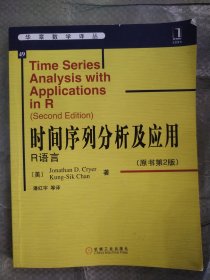 华章数学译丛
49
Time Series
Analysis with
Applications
in R
(Second Edition)
时间序列分析及应用
R语言
(原书第2版)
(美) Jonathan D. Cryer
Kung-Sik Chan 著
潘红宇 等译
机械工业出版社